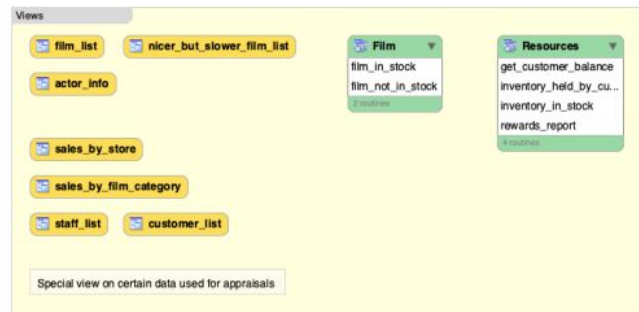 Views
film_list
nicer_but_slower_film_list
actor_info
sales_by_store
sales_by_film_category
staff_list
customer_list
Special view on certain data used for appraisals
Film
film_in_stock
film_not_in_stock
2 routines
Resources
get_customer_balance
inventory_held_by_cu...
inventory_in_stock
rewards_report
4 routines